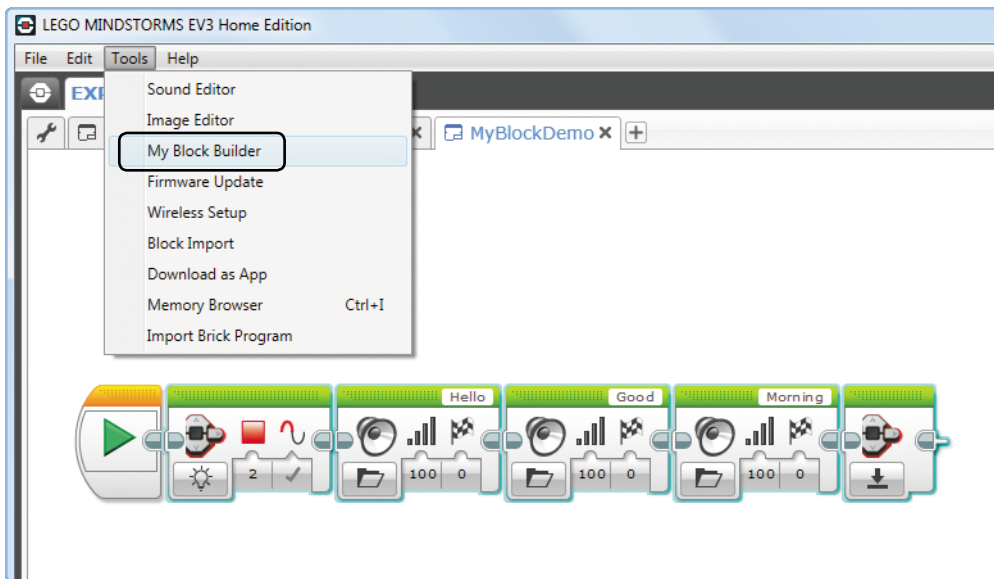 LEGO MINDSTORMS EV3 Home Edition
File Edit Tools Help
Sound Editor
Image Editor
My Block Builder
Firmware Update
Wireless Setup
Block Import
Download as App
Memory Browser Ctrl+I
Import Brick Program
EXP
MyBlockDemo
Hello Good Morning
2 100 0 100 0 100 0